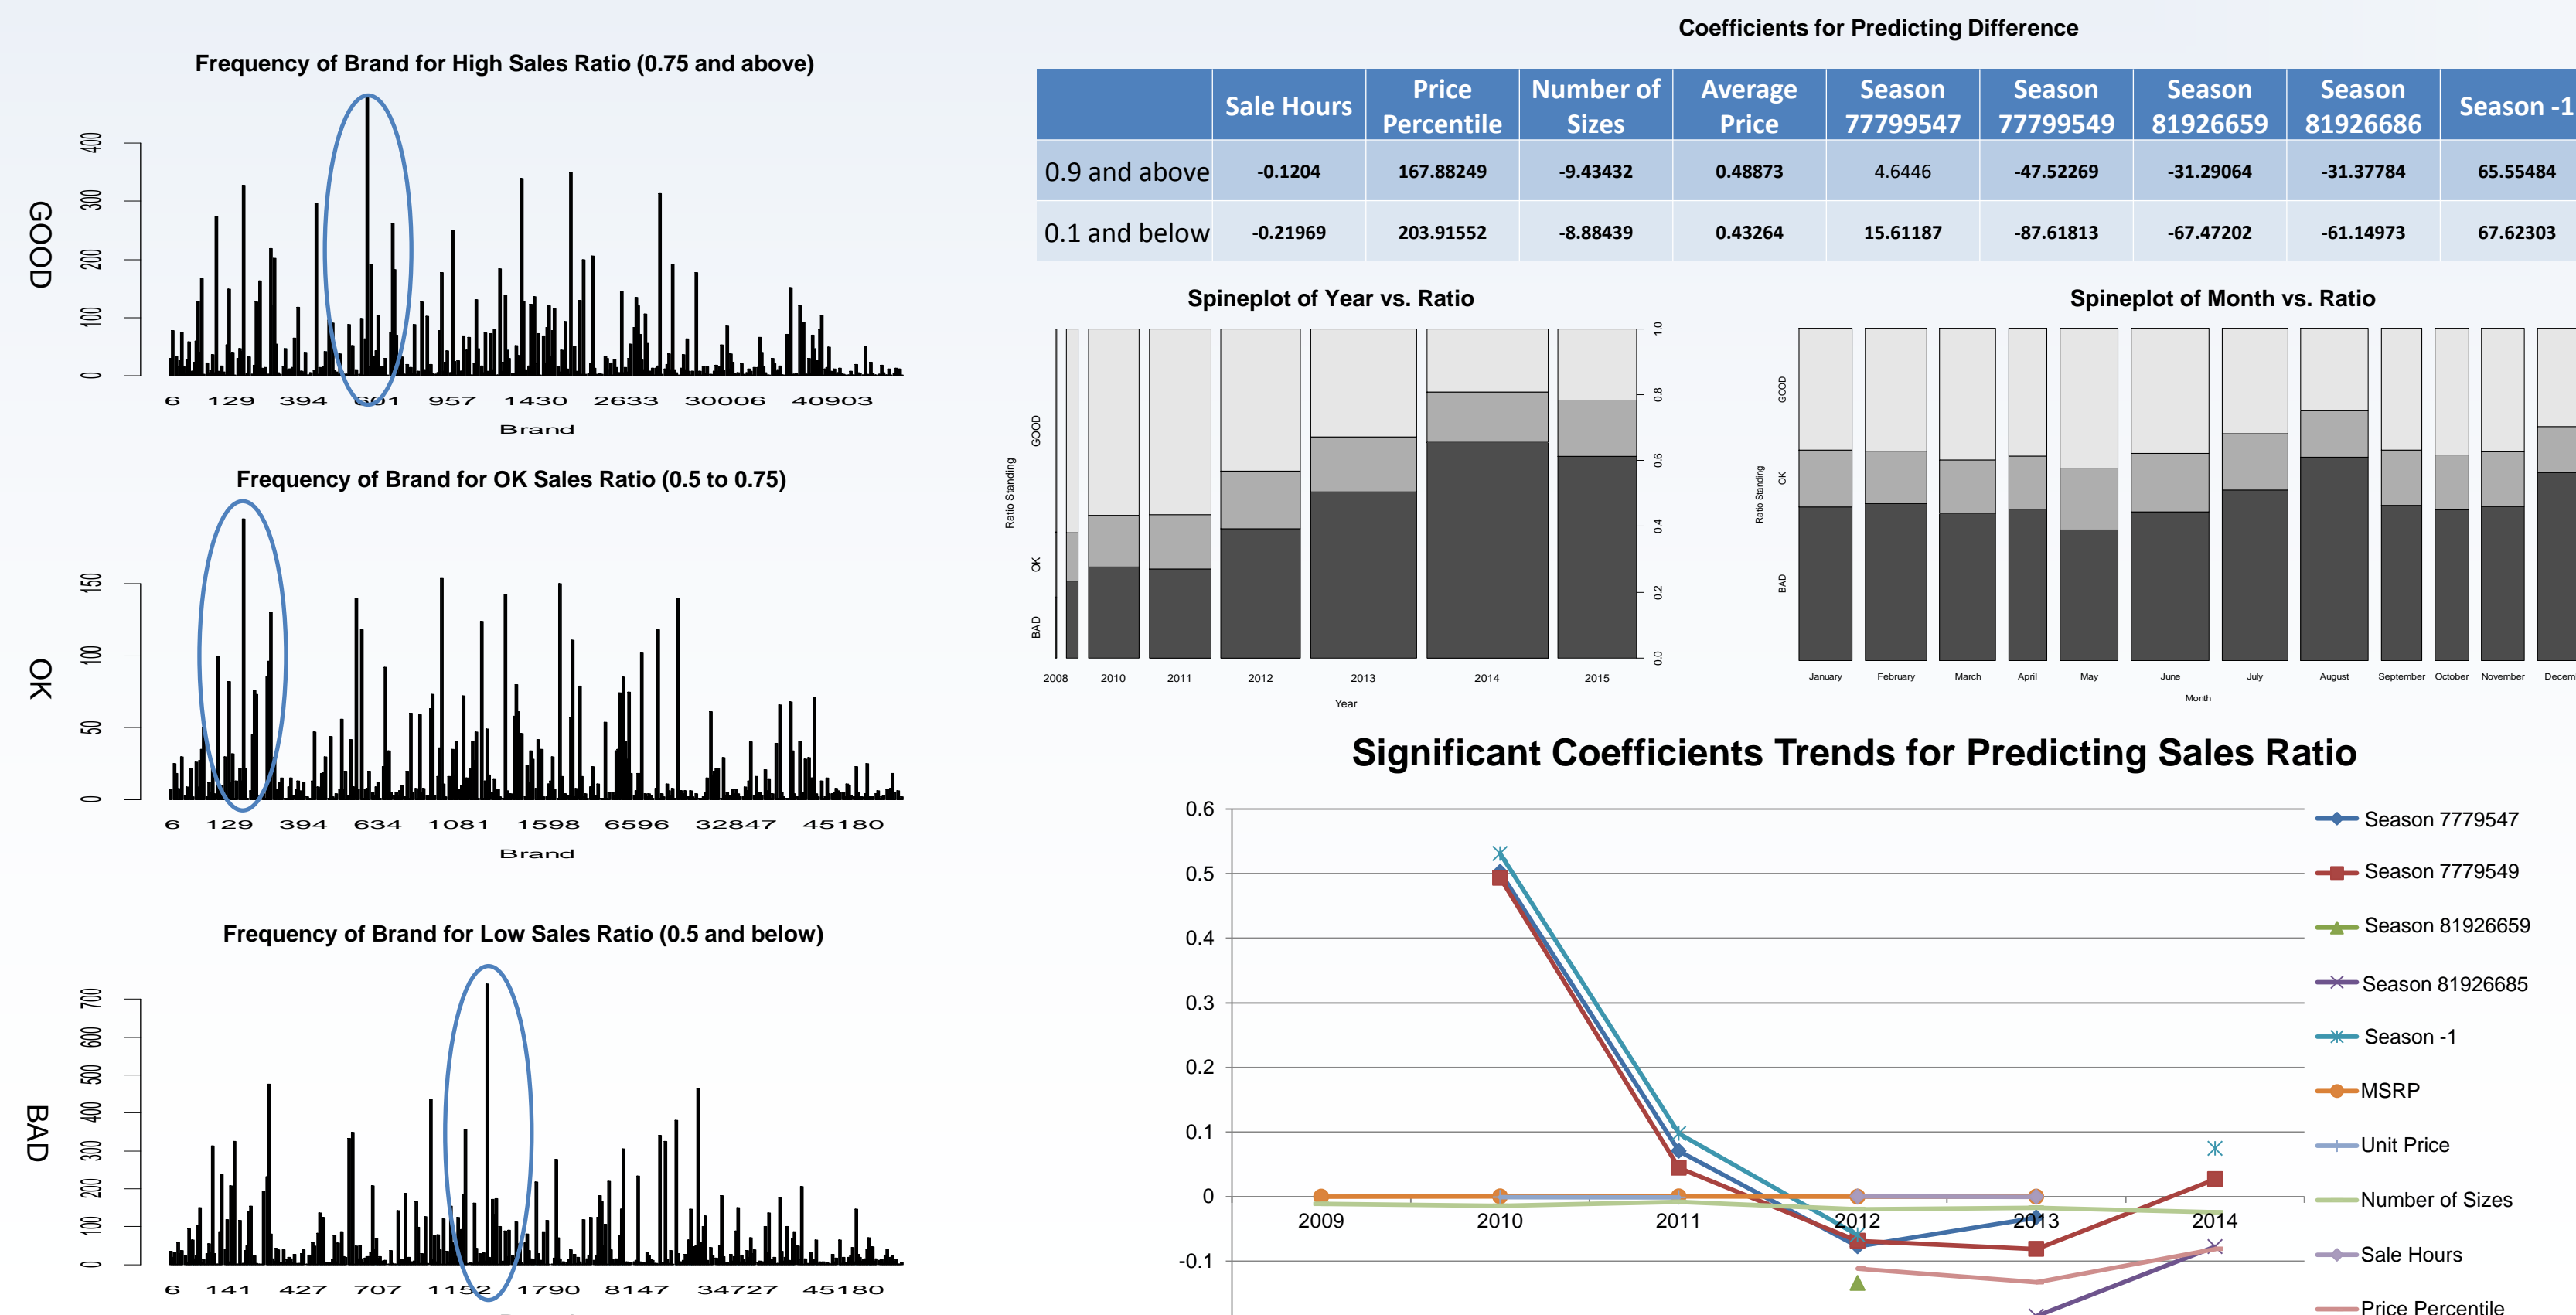 Frequency of Brand for High Sales Ratio (0.75 and above)
GOOD
0 100 200 300 400
6 129 394 601 957 1430 2633 30006 40903
Brand
Frequency of Brand for OK Sales Ratio (0.5 to 0.75)
OK
0 50 100 150
6 129 394 634 1081 1598 6596 32847 45180
Brand
Frequency of Brand for Low Sales Ratio (0.5 and below)
BAD
0 100 200 300 400 500 600 700
6 141 427 707 1152 1790 8147 34727 45180
Coefficients for Predicting Difference
Sale Hours Price Percentile Number of Sizes Average Price Season 77799547 Season 77799549 Season 81926659 Season 81926686 Season -1
0.9 and above -0.1204 167.88249 -9.43432 0.48873 4.6446 -47.52269 -31.29064 -31.37784 65.55484
0.1 and below -0.21969 203.91552 -8.88439 0.43264 15.61187 -87.61813 -67.47202 -61.14973 67.62303
Spineplot of Year vs. Ratio
Ratio Standing
BAD OK GOOD
0.0 0.2 0.4 0.6 0.8 1.0
2008 2010 2011 2012 2013 2014 2015
Year
Spineplot of Month vs. Ratio
Ratio Standing
BAD OK GOOD
January February March April May June July August September October November Decem
Month
Significant Coefficients Trends for Predicting Sales Ratio
0.6
0.5
0.4
0.3
0.2
0.1
0
-0.1
2009 2010 2011 2012 2013 2014
Season 7779547
Season 7779549
Season 81926659
Season 81926685
Season -1
MSRP
Unit Price
Number of Sizes
Sale Hours
Price Percentile